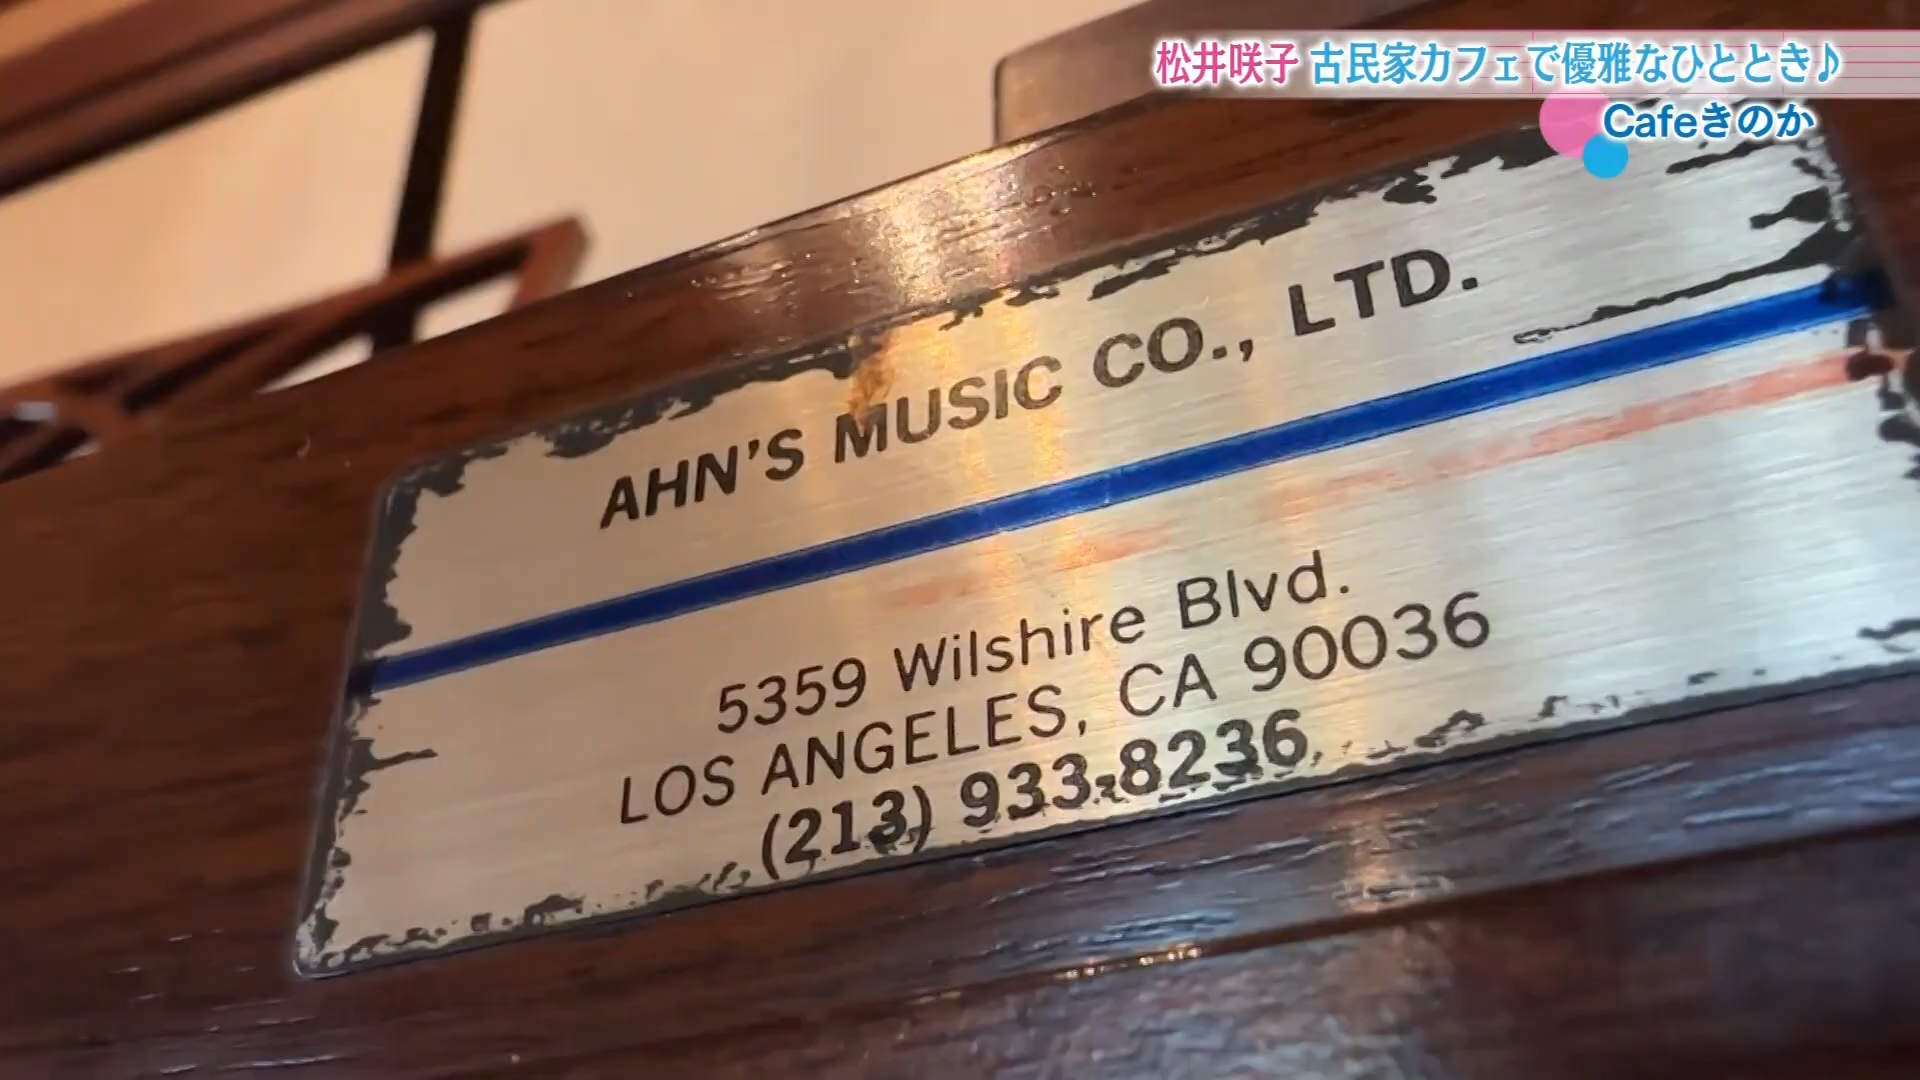 松井咲子 古民家カフェで優雅なひととき♪
Cafeきのか
AHN'S MUSIC CO., LTD.
5359 Wilshire Blvd.
LOS ANGELES, CA 90036
(213) 933-8236